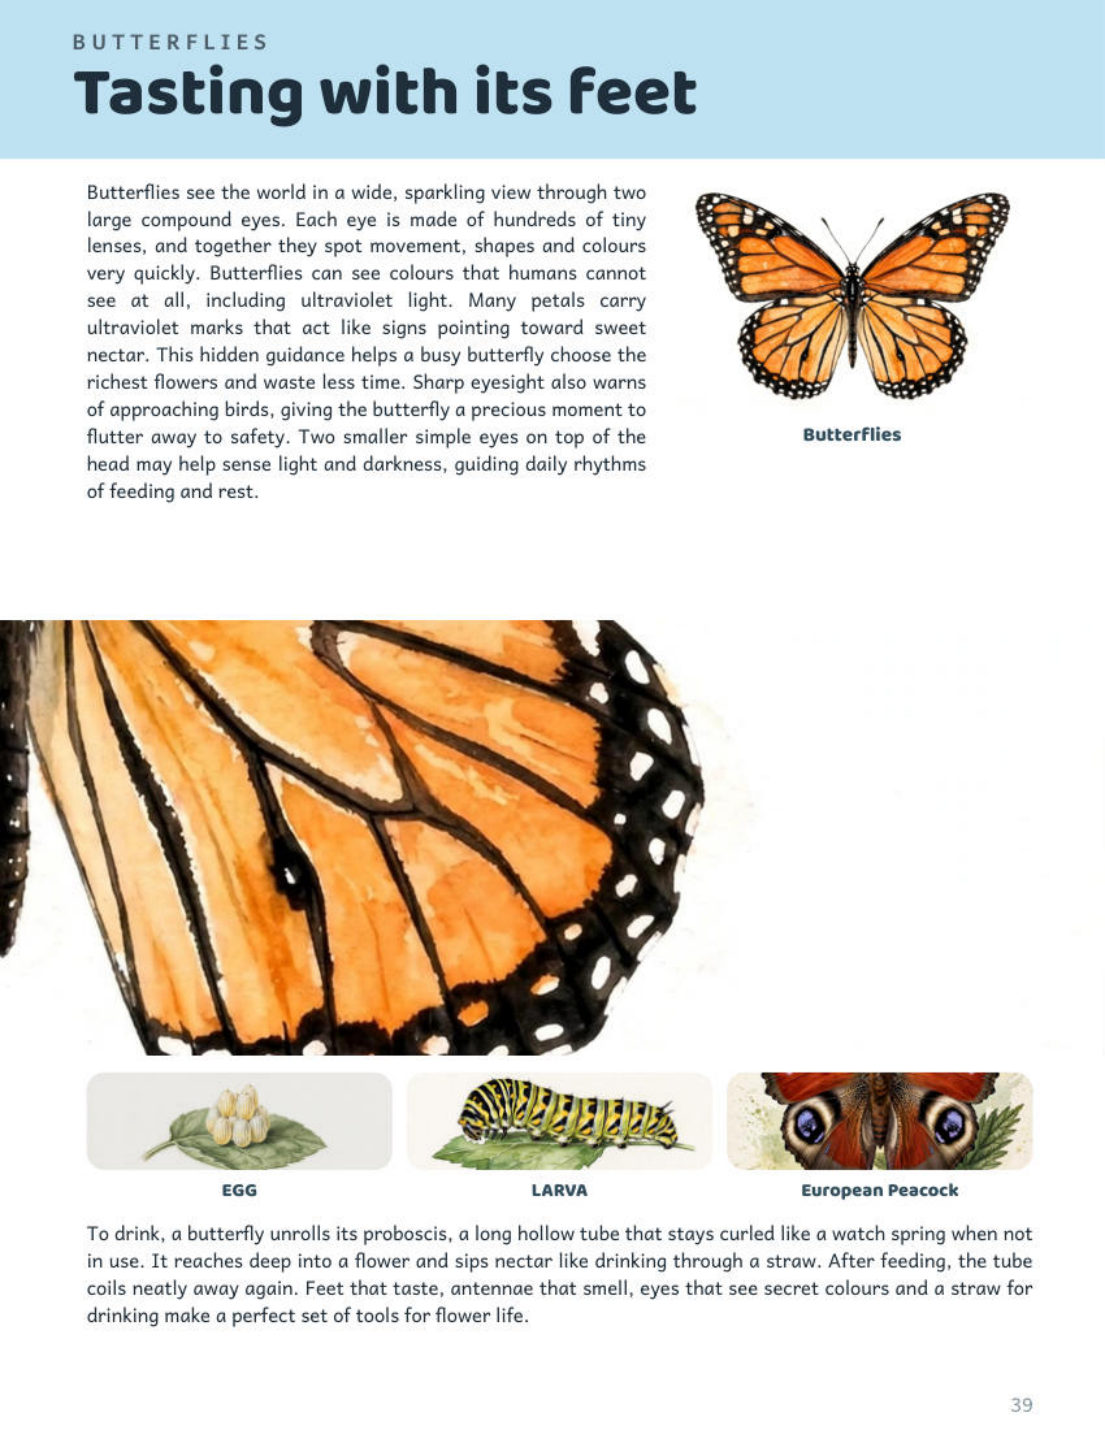 BUTTERFLIES
Tasting with its feet
Butterflies see the world in a wide, sparkling view through two
large compound eyes. Each eye is made of hundreds of tiny
lenses, and together they spot movement, shapes and colours
very quickly. Butterflies can see colours that humans cannot
see at all, including ultraviolet light. Many petals carry
ultraviolet marks that act like signs pointing toward sweet
nectar. This hidden guidance helps a busy butterfly choose the
richest flowers and waste less time. Sharp eyesight also warns
of approaching birds, giving the butterfly a precious moment to
flutter away to safety. Two smaller simple eyes on top of the
head may help sense light and darkness, guiding daily rhythms
of feeding and rest.
Butterflies
EGG
LARVA
European Peacock
To drink, a butterfly unrolls its proboscis, a long hollow tube that stays curled like a watch spring when not
in use. It reaches deep into a flower and sips nectar like drinking through a straw. After feeding, the tube
coils neatly away again. Feet that taste, antennae that smell, eyes that see secret colours and a straw for
drinking make a perfect set of tools for flower life.
39